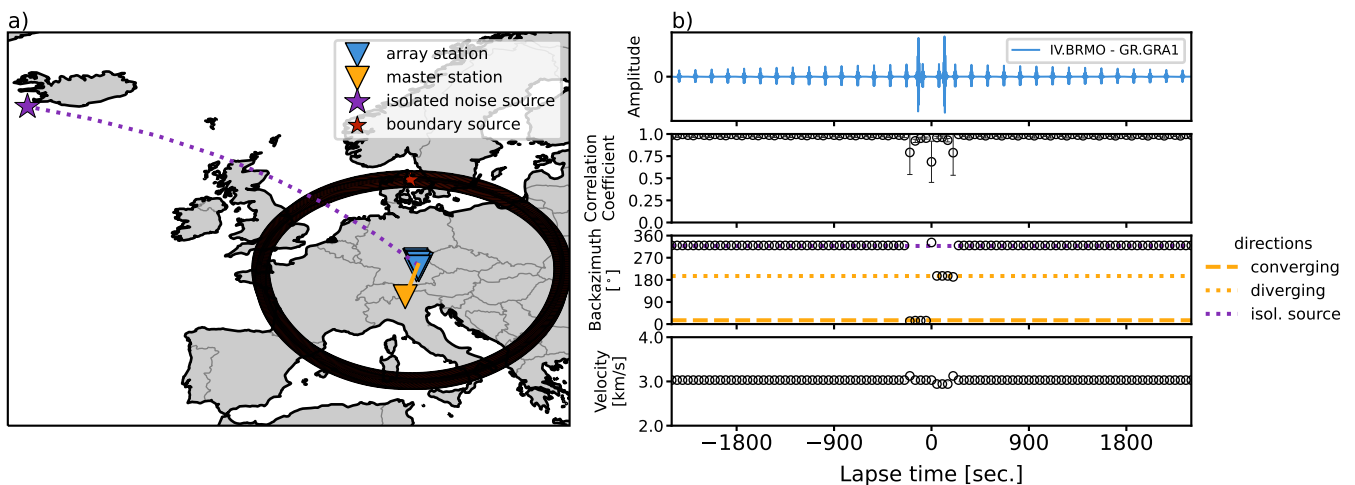 a)
array station
master station
isolated noise source
boundary source
b)
Amplitude
0
IV.BRMO - GR.GRA1
Correlation
Coefficient
1.0
0.75
0.5
0.25
0.0
Backazimuth
[°]
360
270
180
90
0
directions
converging
diverging
isol. source
Velocity
[km/s]
4.0
3.0
2.0
−1800
−900
0
900
1800
Lapse time [sec.]